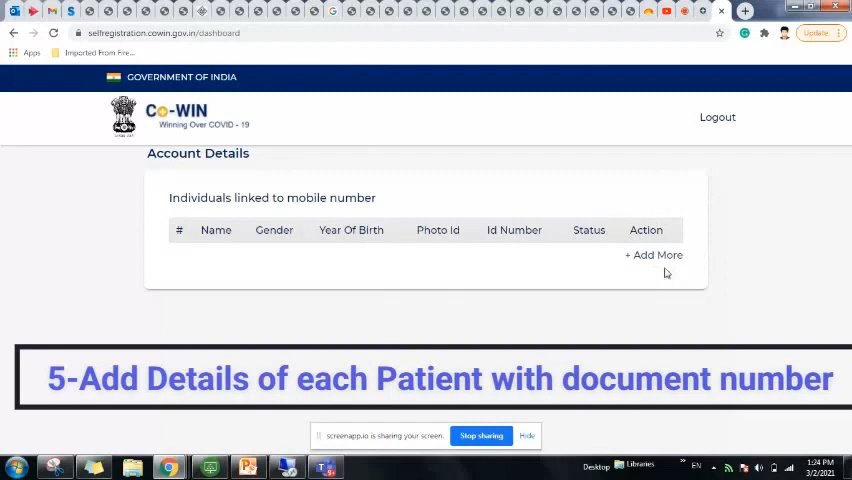 Update
selfregistration.cowin.gov.in/dashboard
Apps
Imported From Fire...
GOVERNMENT OF INDIA
Co-WIN
Winning Over COVID - 19
Logout
Account Details
Individuals linked to mobile number
# Name Gender Year Of Birth Photo Id Id Number Status Action
+ Add More
5-Add Details of each Patient with document number
screenapp.io is sharing your screen.
Stop sharing
Hide
Desktop
Libraries
EN
1:24 PM
3/2/2021